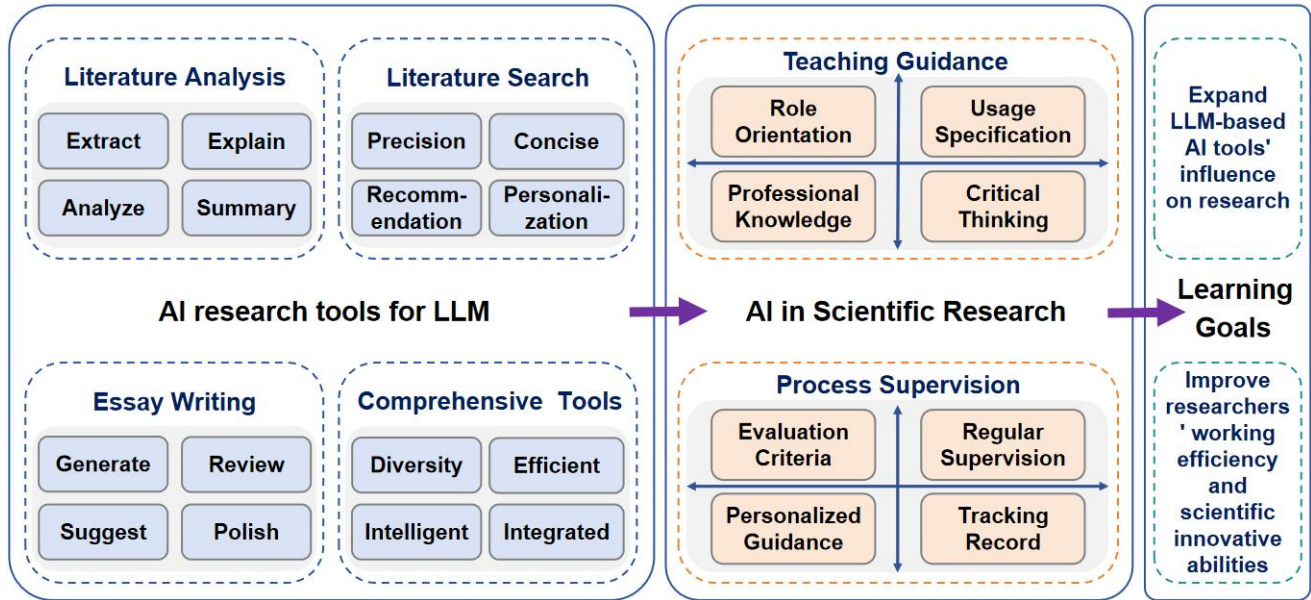 Literature Analysis
Extract
Explain
Analyze
Summary
Literature Search
Precision
Concise
Recomm-
endation
Personali-
zation
AI research tools for LLM
Essay Writing
Generate
Review
Suggest
Polish
Comprehensive Tools
Diversity
Efficient
Intelligent
Integrated
Teaching Guidance
Role
Orientation
Usage
Specification
Professional
Knowledge
Critical
Thinking
AI in Scientific Research
Process Supervision
Evaluation
Criteria
Regular
Supervision
Personalized
Guidance
Tracking
Record
Expand
LLM-based
AI tools'
influence
on research
Learning
Goals
Improve
researchers
' working
efficiency
and
scientific
innovative
abilities